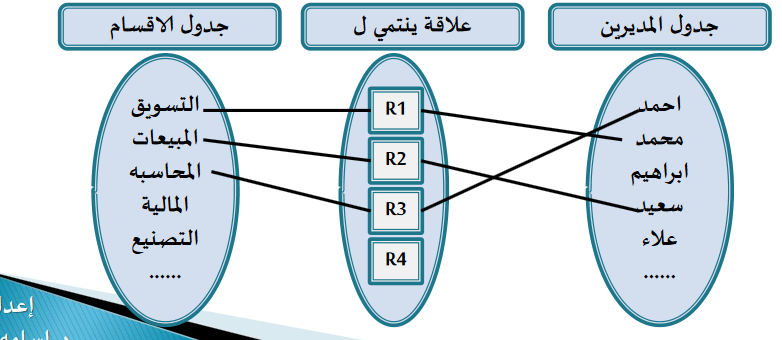 جدول المديرين
علاقة ينتمي ل
جدول الاقسام
احمد
محمد
ابراهيم
سعيد
علاء
......
R1
R2
R3
R4
التسويق
المبيعات
المحاسبه
المالية
التصنيع
......